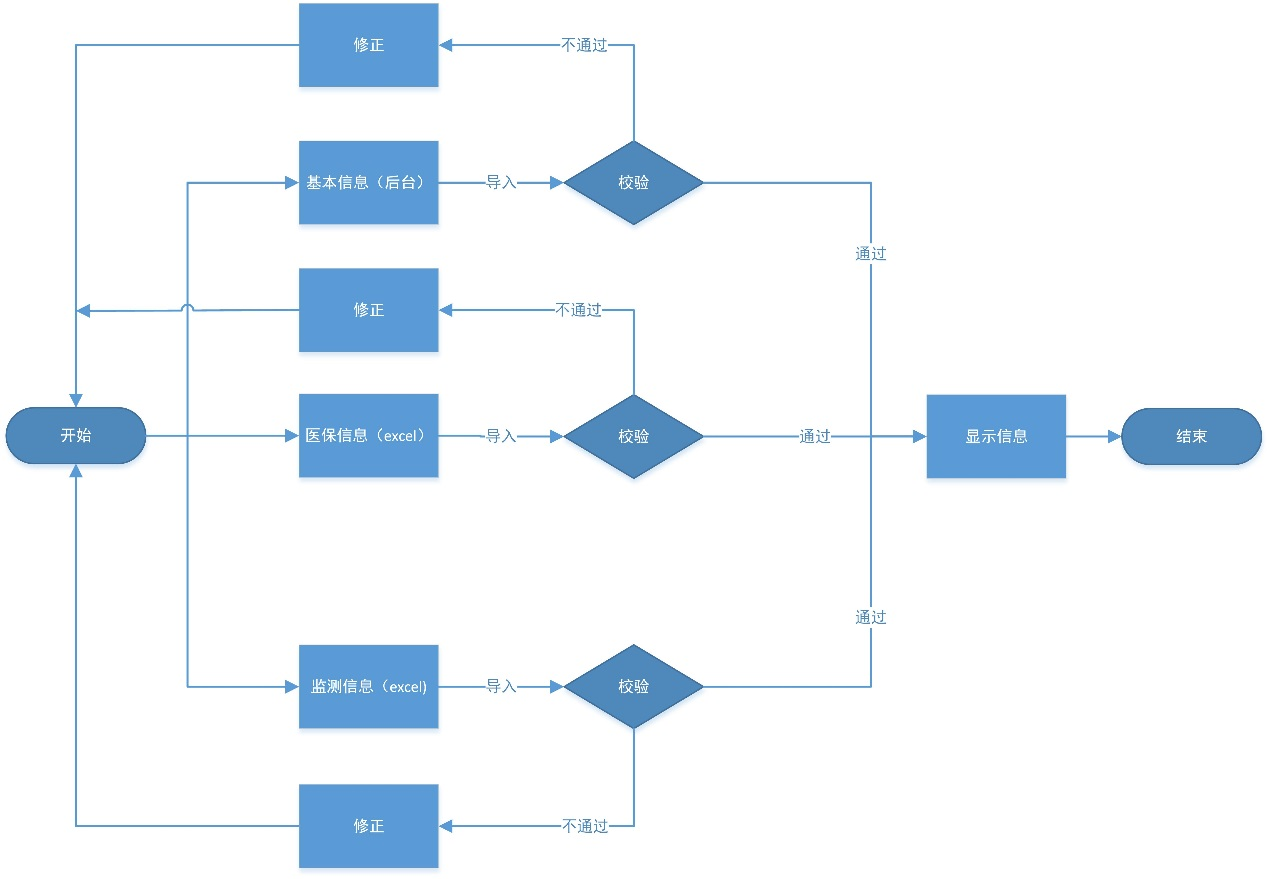 修正
不通过
基本信息（后台）
导入
校验
通过
修正
不通过
开始
医保信息（excel）
导入
校验
通过
显示信息
结束
通过
监测信息（excel)
导入
校验
修正
不通过